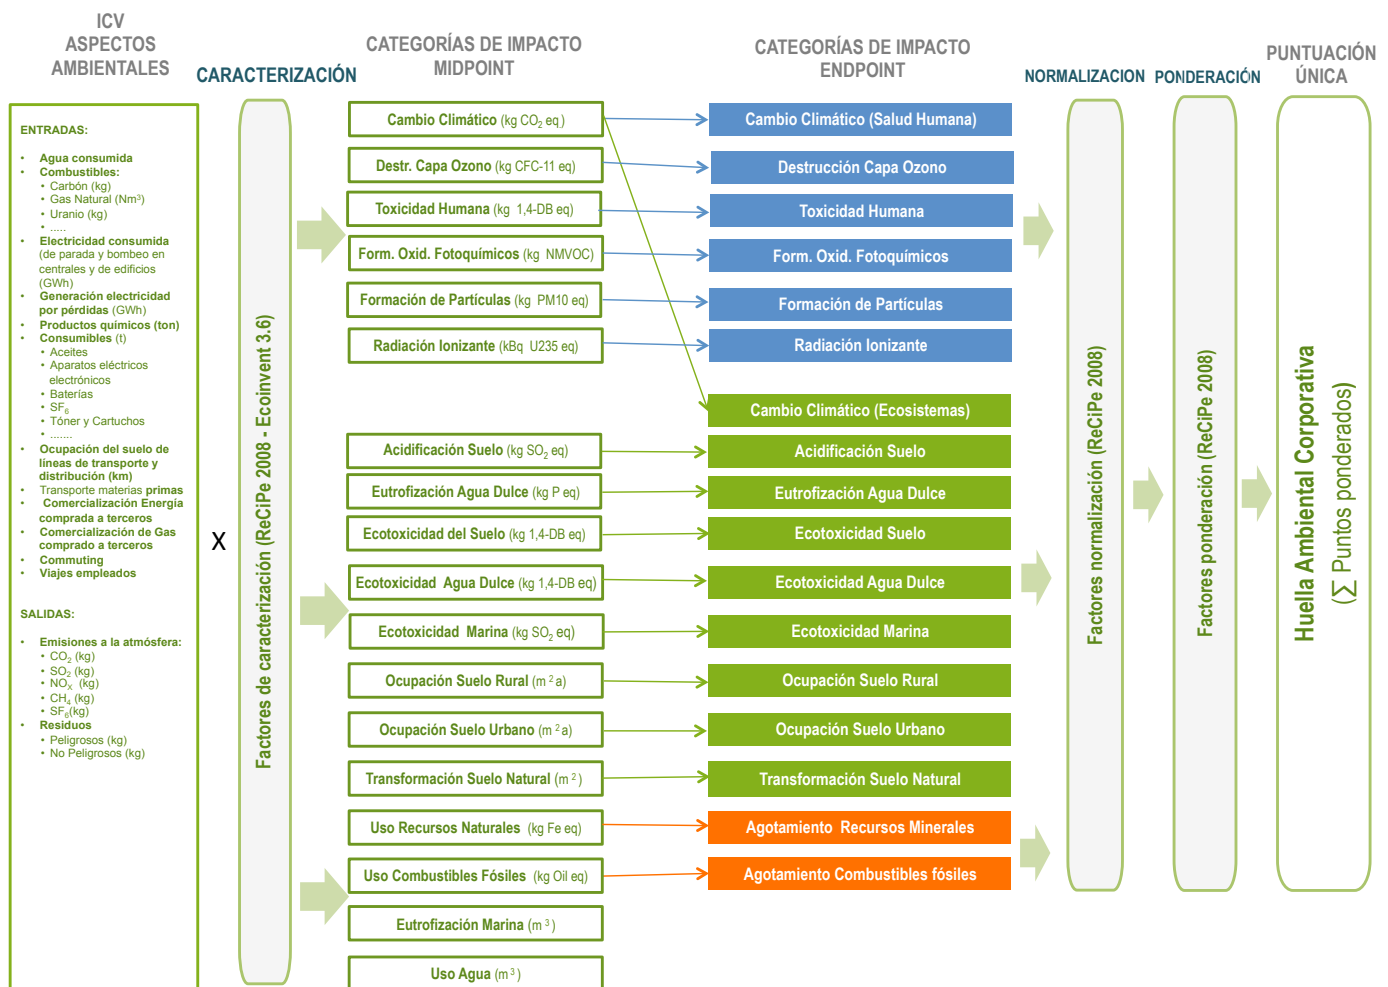 ICV
ASPECTOS
AMBIENTALES
CARACTERIZACIÓN
CATEGORÍAS DE IMPACTO
MIDPOINT
CATEGORÍAS DE IMPACTO
ENDPOINT
NORMALIZACION
PONDERACIÓN
PUNTUACIÓN
ÚNICA
ENTRADAS:
• Agua consumida
• Combustibles:
• Carbón (kg)
• Gas Natural (Nm³)
• Uranio (kg)
• .....
• Electricidad consumida
(de parada y bombeo en
centrales y de edificios
(GWh)
• Generación electricidad
por pérdidas (GWh)
• Productos químicos (ton)
• Consumibles (t)
• Aceites
• Aparatos eléctricos
electrónicos
• Baterías
• SF₆
• Tóner y Cartuchos
• .......
• Ocupación del suelo de
líneas de transporte y
distribución (km)
• Transporte materias primas
• Comercialización Energía
comprada a terceros
• Comercialización de Gas
comprado a terceros
• Commuting
• Viajes empleados
SALIDAS:
• Emisiones a la atmósfera:
• CO₂ (kg)
• SO₂ (kg)
• NOₓ (kg)
• CH₄ (kg)
• SF₆(kg)
• Residuos
• Peligrosos (kg)
• No Peligrosos (kg)
X
Factores de caracterización (ReCiPe 2008 - Ecoinvent 3.6)
Cambio Climático (kg CO₂ eq)
Destr. Capa Ozono (kg CFC-11 eq)
Toxicidad Humana (kg 1,4-DB eq)
Form. Oxid. Fotoquímicos (kg NMVOC)
Formación de Partículas (kg PM10 eq)
Radiación Ionizante (kBq U235 eq)
Acidificación Suelo (kg SO₂ eq)
Eutrofización Agua Dulce (kg P eq)
Ecotoxicidad del Suelo (kg 1,4-DB eq)
Ecotoxicidad Agua Dulce (kg 1,4-DB eq)
Ecotoxicidad Marina (kg SO₂ eq)
Ocupación Suelo Rural (m² a)
Ocupación Suelo Urbano (m² a)
Transformación Suelo Natural (m²)
Uso Recursos Naturales (kg Fe eq)
Uso Combustibles Fósiles (kg Oil eq)
Eutrofización Marina (m³)
Uso Agua (m³)
Cambio Climático (Salud Humana)
Destrucción Capa Ozono
Toxicidad Humana
Form. Oxid. Fotoquímicos
Formación de Partículas
Radiación Ionizante
Cambio Climático (Ecosistemas)
Acidificación Suelo
Eutrofización Agua Dulce
Ecotoxicidad Suelo
Ecotoxicidad Agua Dulce
Ecotoxicidad Marina
Ocupación Suelo Rural
Ocupación Suelo Urbano
Transformación Suelo Natural
Agotamiento Recursos Minerales
Agotamiento Combustibles fósiles
Factores normalización (ReCiPe 2008)
Factores ponderación (ReCiPe 2008)
Huella Ambiental Corporativa
(∑ Puntos ponderados)